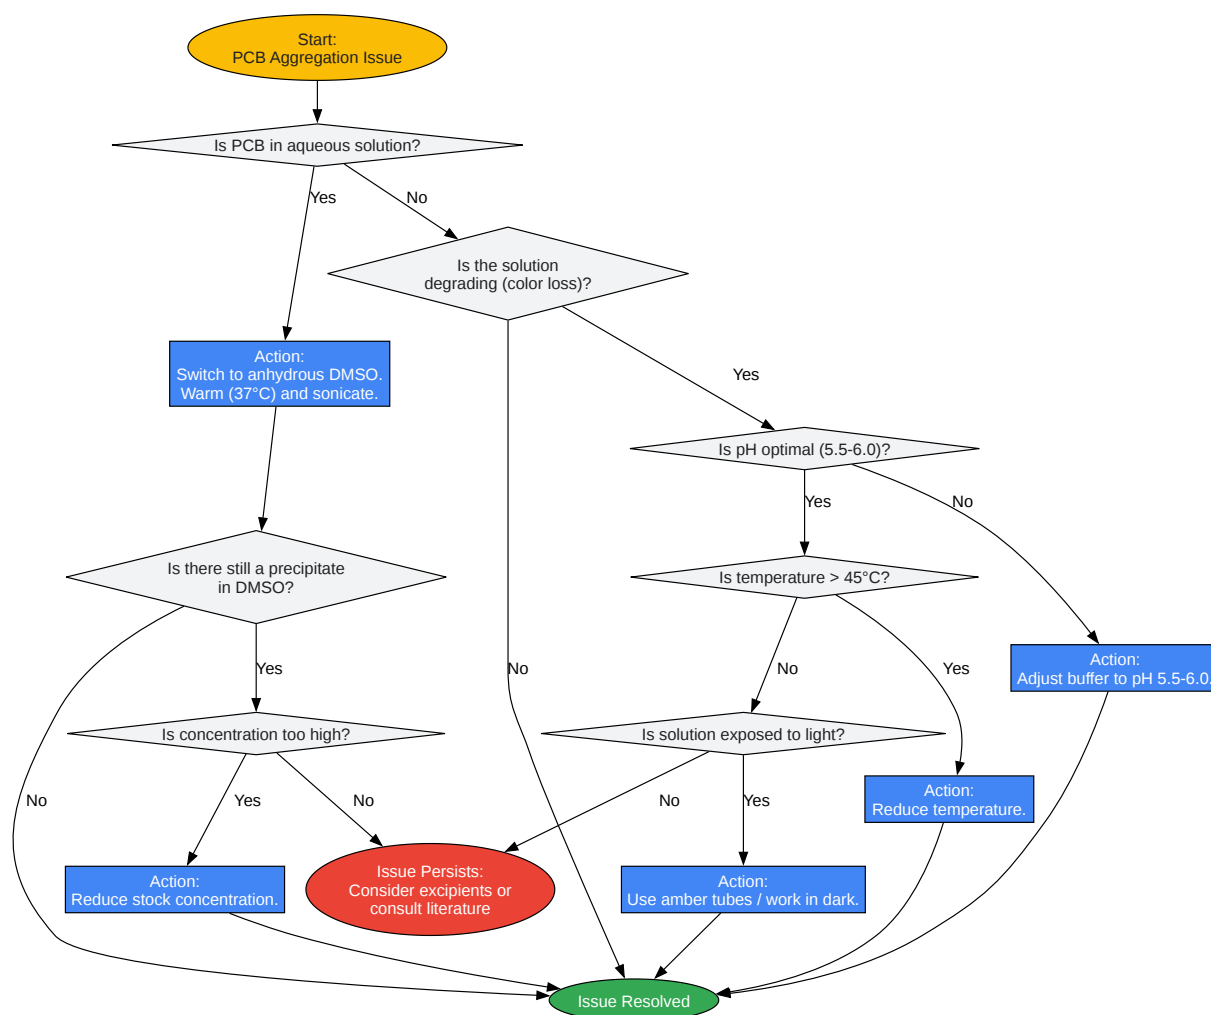 Start:
PCB Aggregation Issue
Is PCB in aqueous solution?
Yes
No
Is the solution
degrading (color loss)?
Action:
Switch to anhydrous DMSO.
Warm (37°C) and sonicate.
Yes
Is pH optimal (5.5-6.0)?
Yes
No
Is there still a precipitate
in DMSO?
Is temperature > 45°C?
Yes
No
No
Yes
Action:
Adjust buffer to pH 5.5-6.0.
Is concentration too high?
Is solution exposed to light?
Action:
Reduce temperature.
No
Yes
No
No
Yes
Action:
Reduce stock concentration.
Issue Persists:
Consider excipients or
consult literature
Action:
Use amber tubes / work in dark.
Issue Resolved